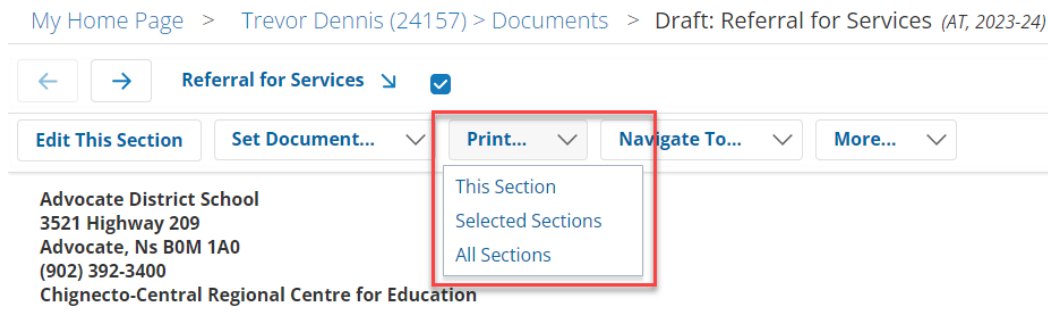 My Home Page > Trevor Dennis (24157) > Documents > Draft: Referral for Services (AT, 2023-24)
Referral for Services
Edit This Section Set Document... Print... Navigate To... More...
This Section
Selected Sections
All Sections
Advocate District School
3521 Highway 209
Advocate, Ns B0M 1A0
(902) 392-3400
Chignecto-Central Regional Centre for Education